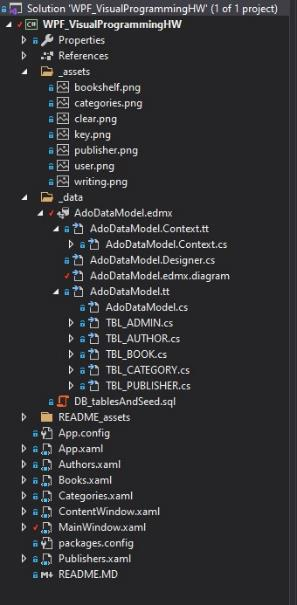 Solution 'WPF_VisualProgrammingHW' (1 of 1 project)
C# WPF_VisualProgrammingHW
Properties
References
_assets
bookshelf.png
categories.png
clear.png
key.png
publisher.png
user.png
writing.png
_data
AdoDataModel.edmx
AdoDataModel.Context.tt
AdoDataModel.Context.cs
AdoDataModel.Designer.cs
AdoDataModel.edmx.diagram
AdoDataModel.tt
AdoDataModel.cs
TBL_ADMIN.cs
TBL_AUTHOR.cs
TBL_BOOK.cs
TBL_CATEGORY.cs
TBL_PUBLISHER.cs
DB_tablesAndSeed.sql
README_assets
App.config
App.xaml
Authors.xaml
Books.xaml
Categories.xaml
ContentWindow.xaml
MainWindow.xaml
packages.config
Publishers.xaml
M↓ README.MD